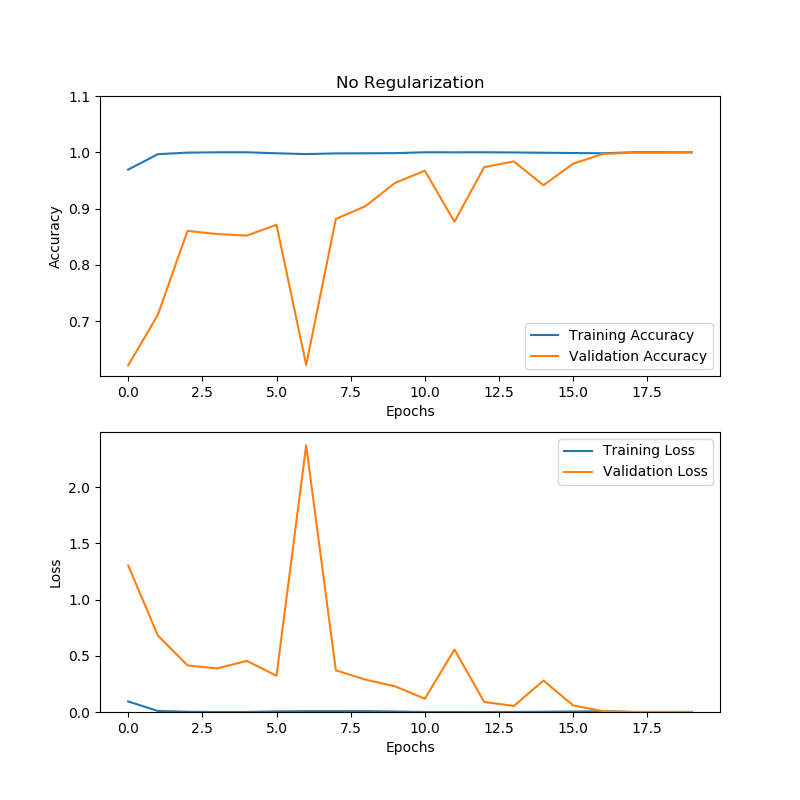 No Regularization
1.1
1.0
0.9
0.8
0.7
Accuracy
Training Accuracy
Validation Accuracy
0.0 2.5 5.0 7.5 10.0 12.5 15.0 17.5
Epochs
2.0
1.5
1.0
0.5
0.0
Loss
Training Loss
Validation Loss
0.0 2.5 5.0 7.5 10.0 12.5 15.0 17.5
Epochs